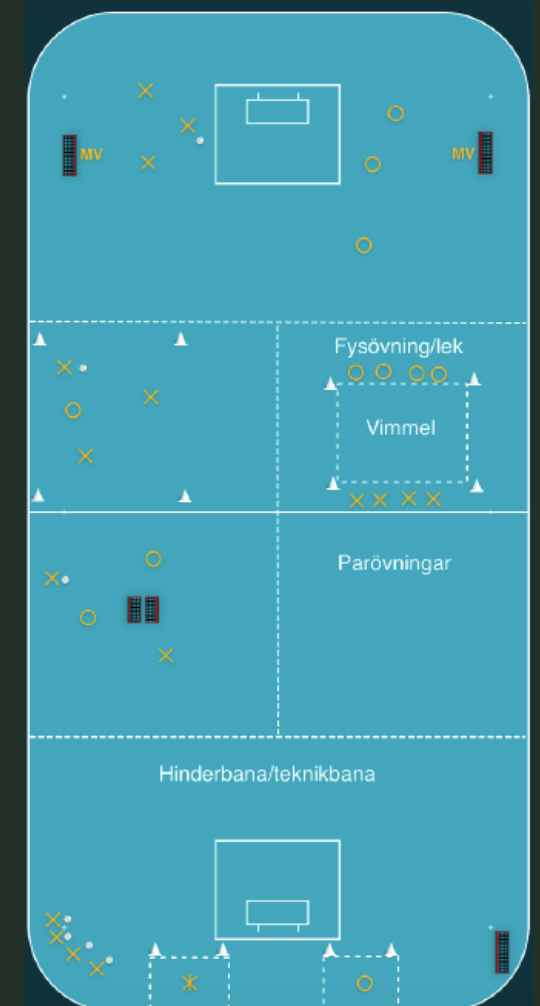 MV
MV
Fysövning/lek
Vimmel
Parövningar
Hinderbana/teknikbana